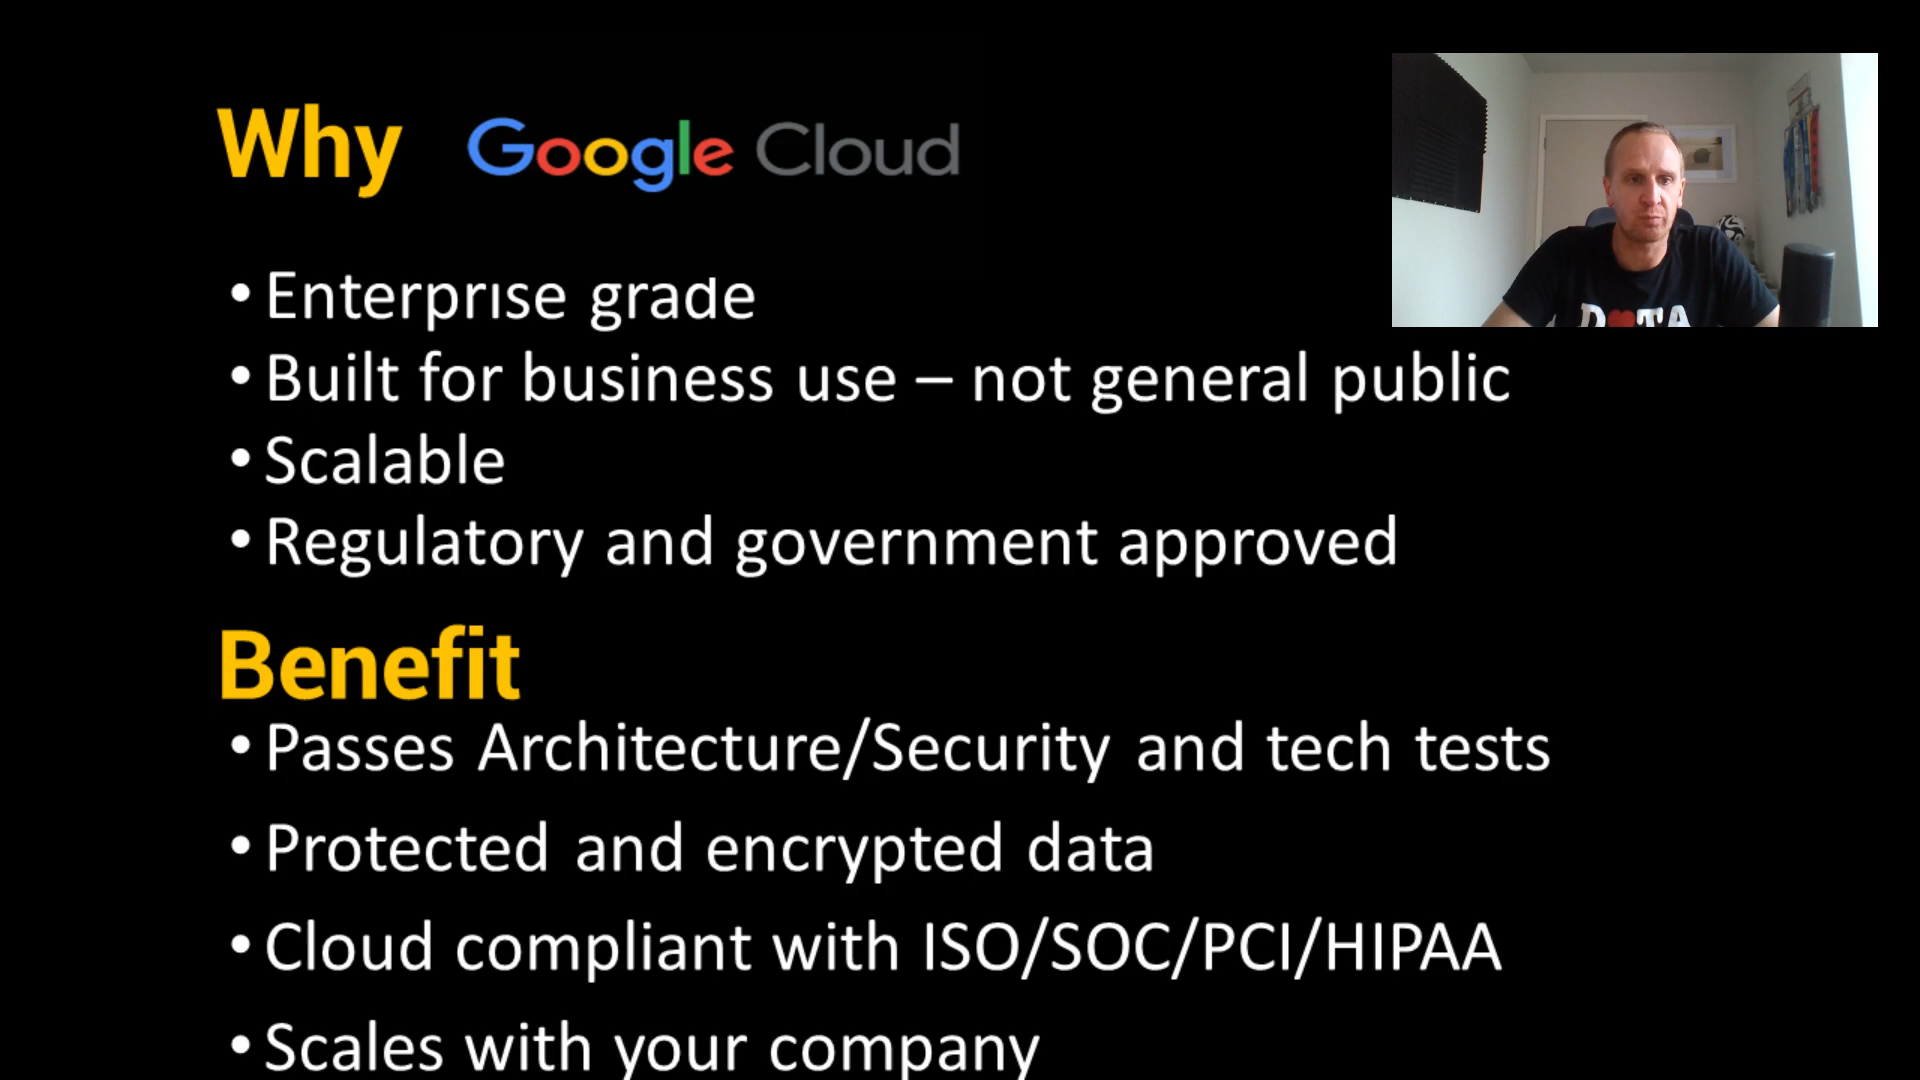 Why Google Cloud
• Enterprise grade
• Built for business use – not general public
• Scalable
• Regulatory and government approved
Benefit
• Passes Architecture/Security and tech tests
• Protected and encrypted data
• Cloud compliant with ISO/SOC/PCI/HIPAA
• Scales with your company
D♥TA